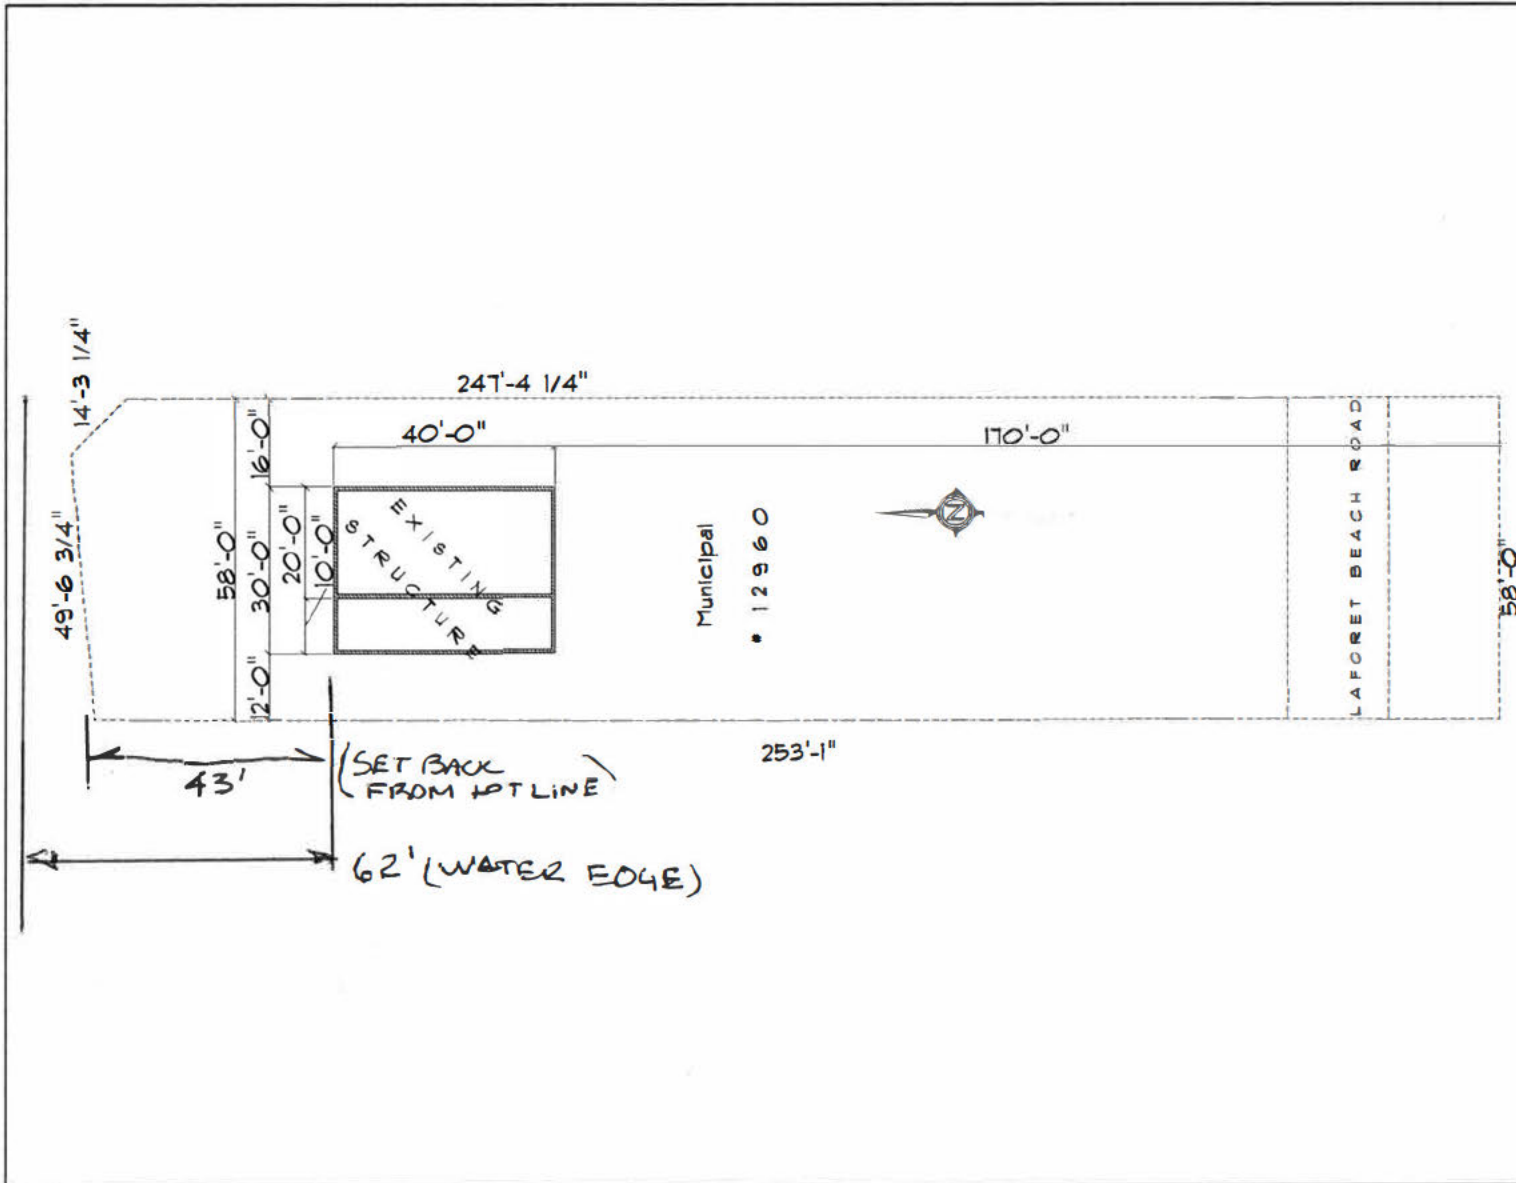 247'-4 1/4"
14'-3 1/4"
49'-6 3/4"
58'-0"
16'-0"
30'-0"
12'-0"
20'-0"
10'-0"
40'-0"
170'-0"
EXISTING
STRUCTURE
Municipal
# 12960
N
LAFORET BEACH ROAD
58'-0"
253'-1"
43'
(SET BACK
FROM LOT LINE)
62' (WATER EDGE)